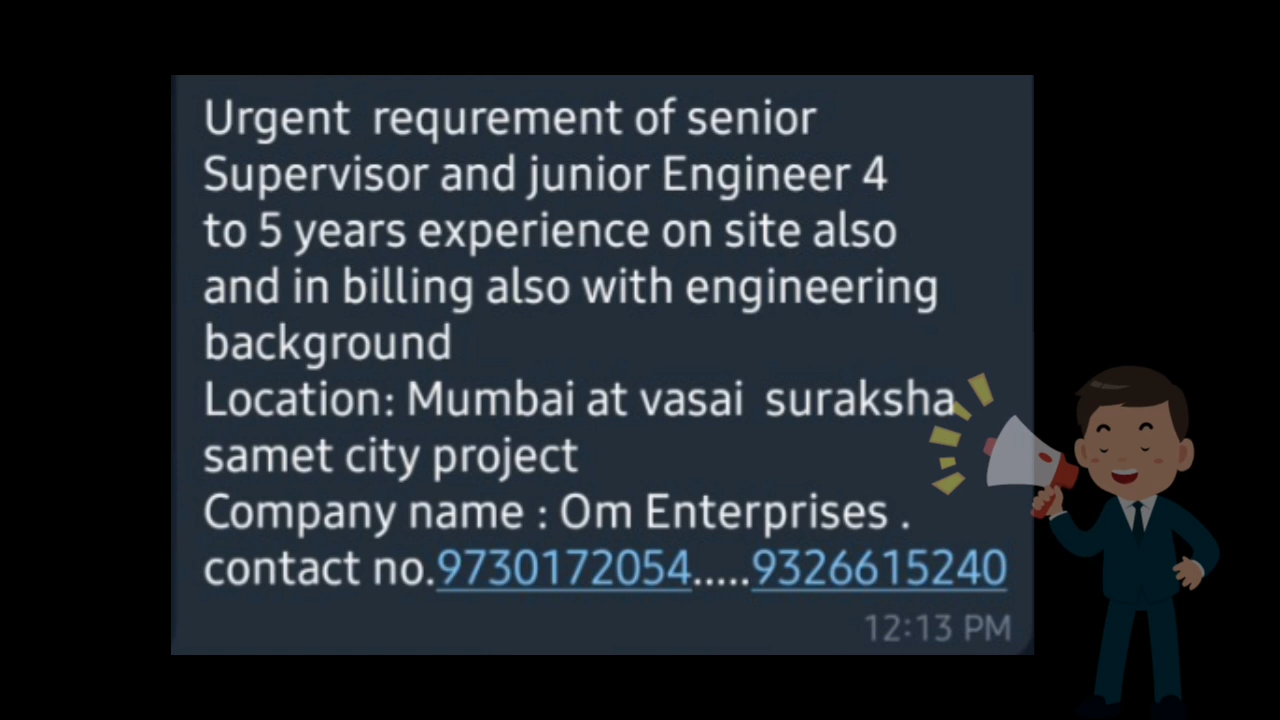 Urgent  requrement of senior
Supervisor and junior Engineer 4
to 5 years experience on site also
and in billing also with engineering
background
Location: Mumbai at vasai  suraksha
samet city project
Company name : Om Enterprises .
contact no.9730172054.....9326615240
12:13 PM